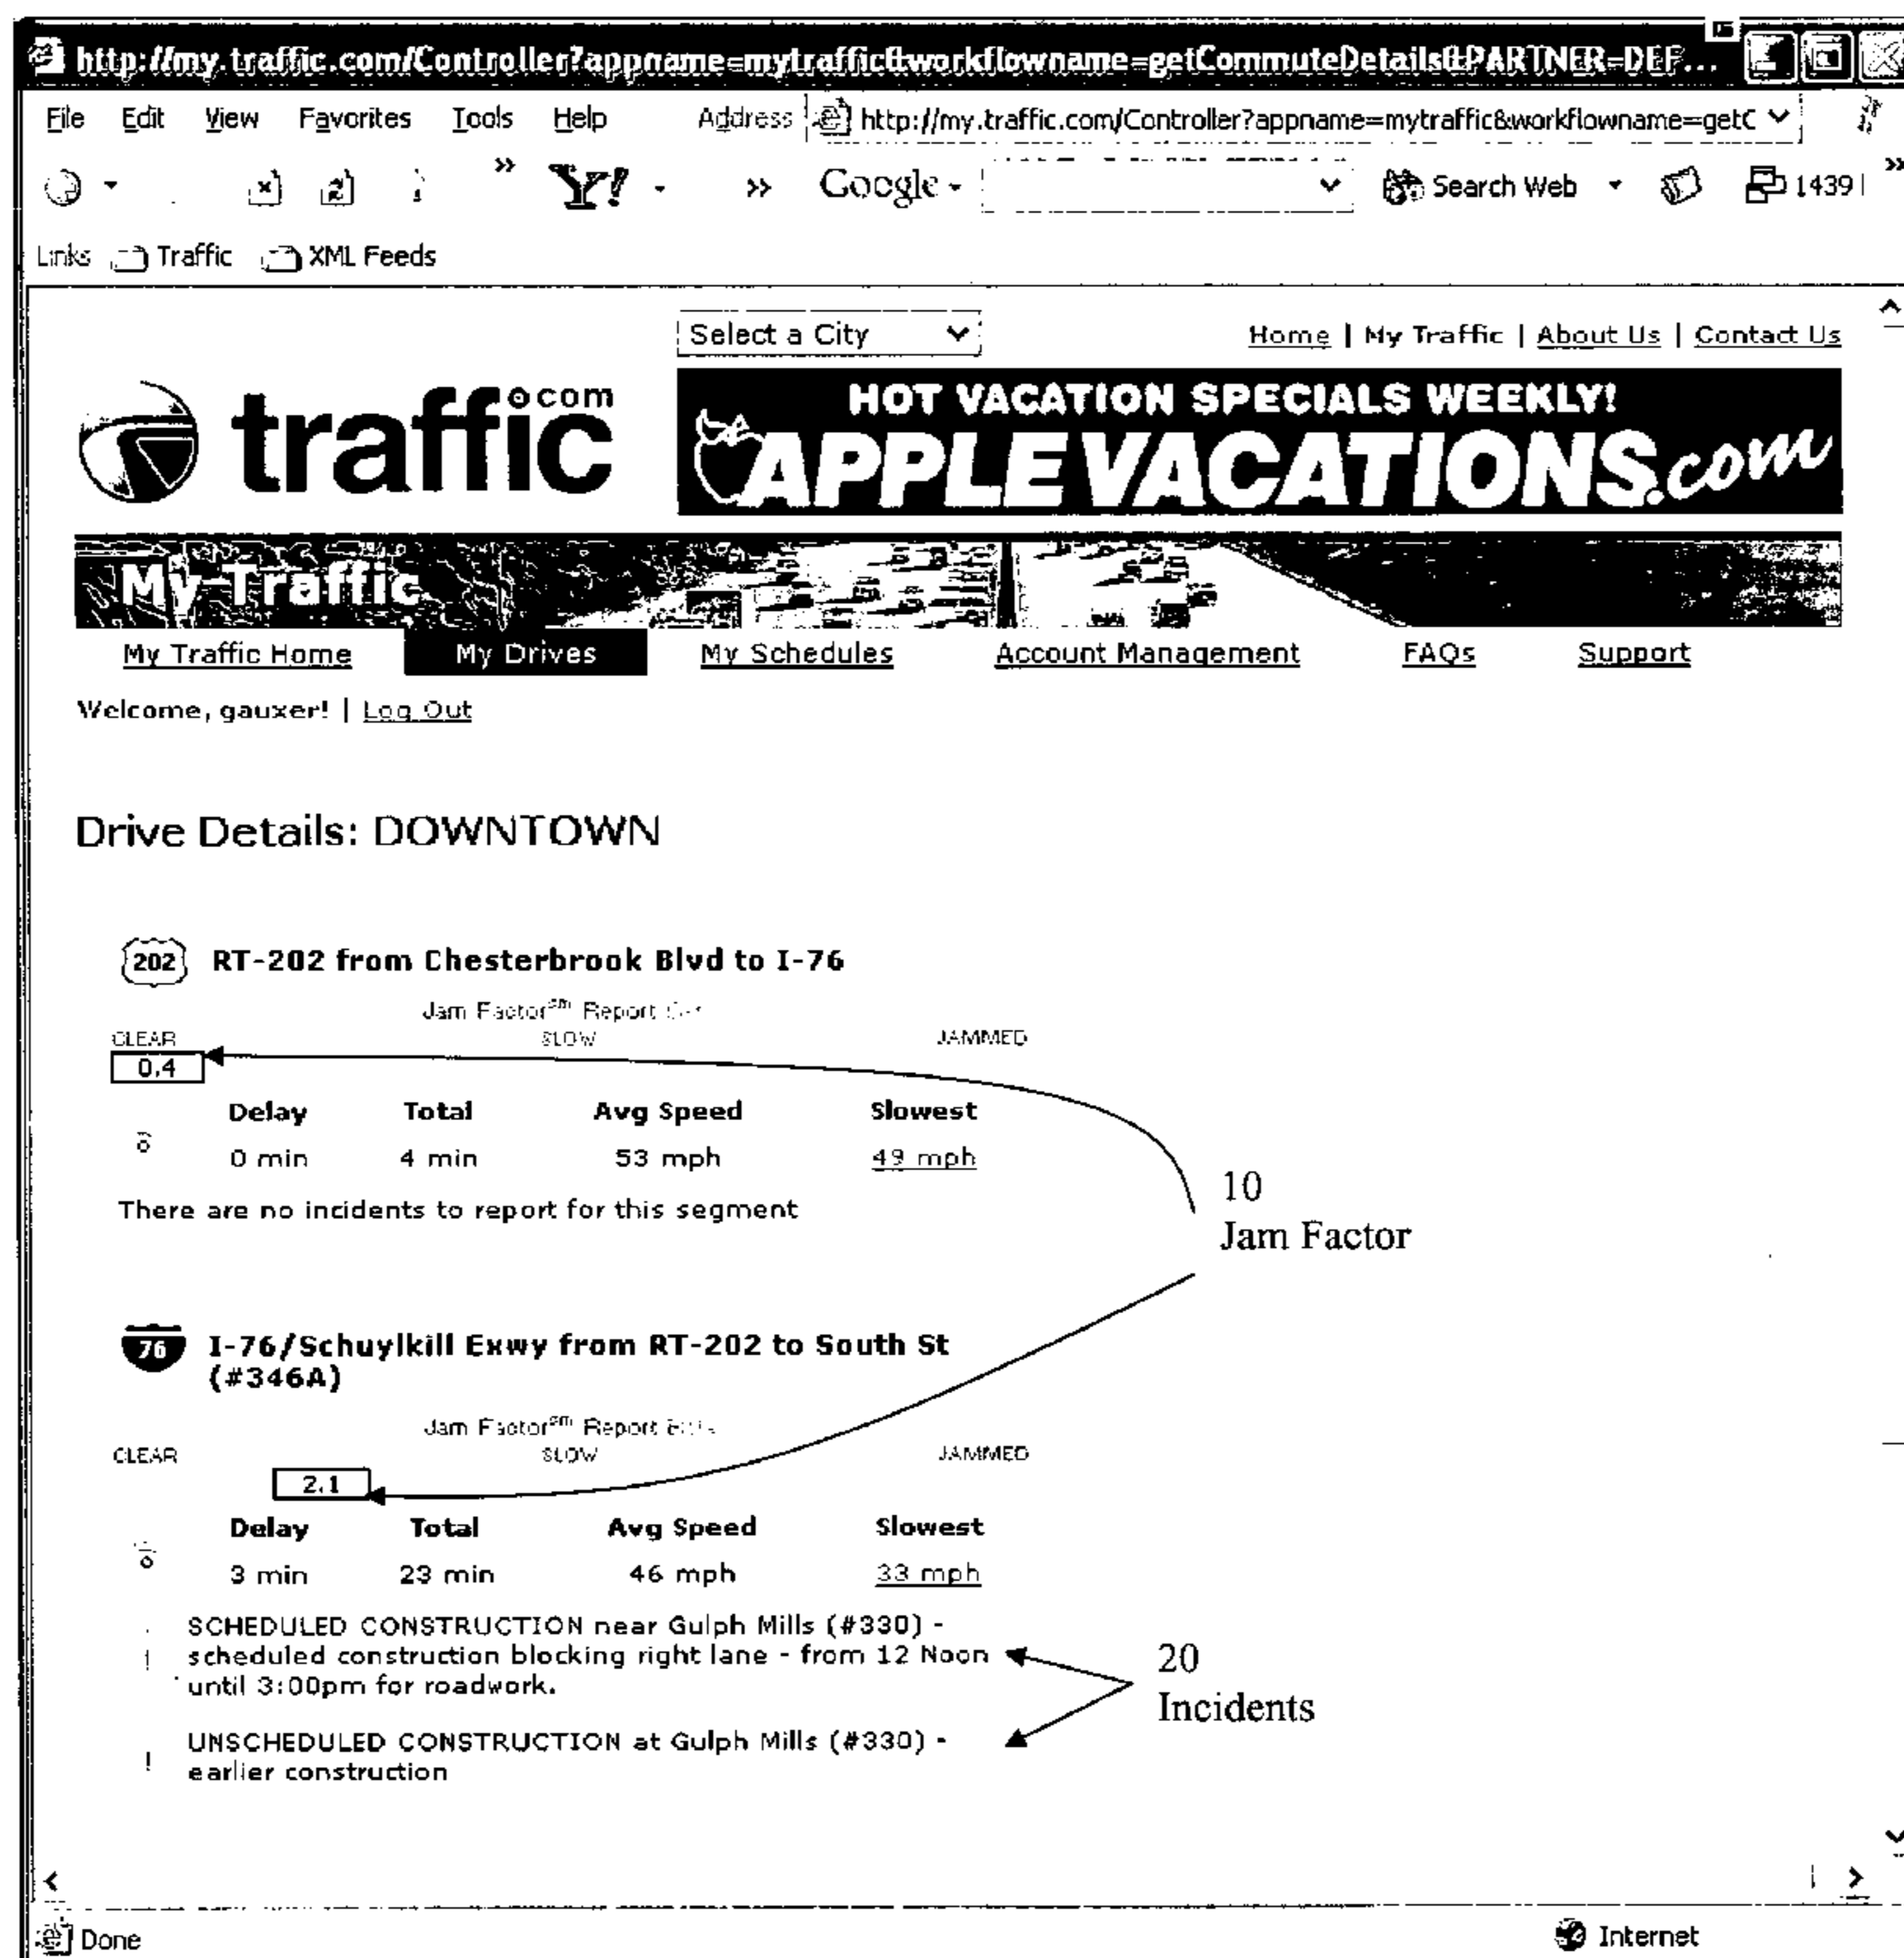 http://my.traffic.com/Controller?appname=mytraffic&workflowname=getCommuteDetails&PARTNER=DEF...
File Edit View Favorites Tools Help Address http://my.traffic.com/Controller?appname=mytraffic&workflowname=getC
» Y! » Google Search Web 1439 »
Links Traffic XML Feeds
Select a City Home | My Traffic | About Us | Contact Us
traffic.com
HOT VACATION SPECIALS WEEKLY!
APPLEVACATIONS.com
My Traffic
My Traffic Home My Drives My Schedules Account Management FAQs Support
Welcome, gauxer! | Log Out
Drive Details: DOWNTOWN
202 RT-202 from Chesterbrook Blvd to I-76
Jam Factor sm Report
CLEAR SLOW JAMMED
0.4
Delay Total Avg Speed Slowest
0 min 4 min 53 mph 49 mph
There are no incidents to report for this segment
10
Jam Factor
76 I-76/Schuylkill Exwy from RT-202 to South St
(#346A)
Jam Factor sm Report
CLEAR SLOW JAMMED
2.1
Delay Total Avg Speed Slowest
3 min 23 min 46 mph 33 mph
SCHEDULED CONSTRUCTION near Gulph Mills (#330) -
! scheduled construction blocking right lane - from 12 Noon
until 3:00pm for roadwork.
20
Incidents
UNSCHEDULED CONSTRUCTION at Gulph Mills (#330) -
! earlier construction
Done Internet